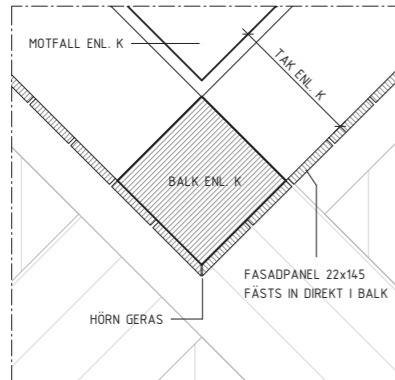 MOTFALL ENL. K
TAK ENL. K
BALK ENL. K
FASADPANEL 22x145
FÄSTS IN DIREKT I BALK
HÖRN GERAS